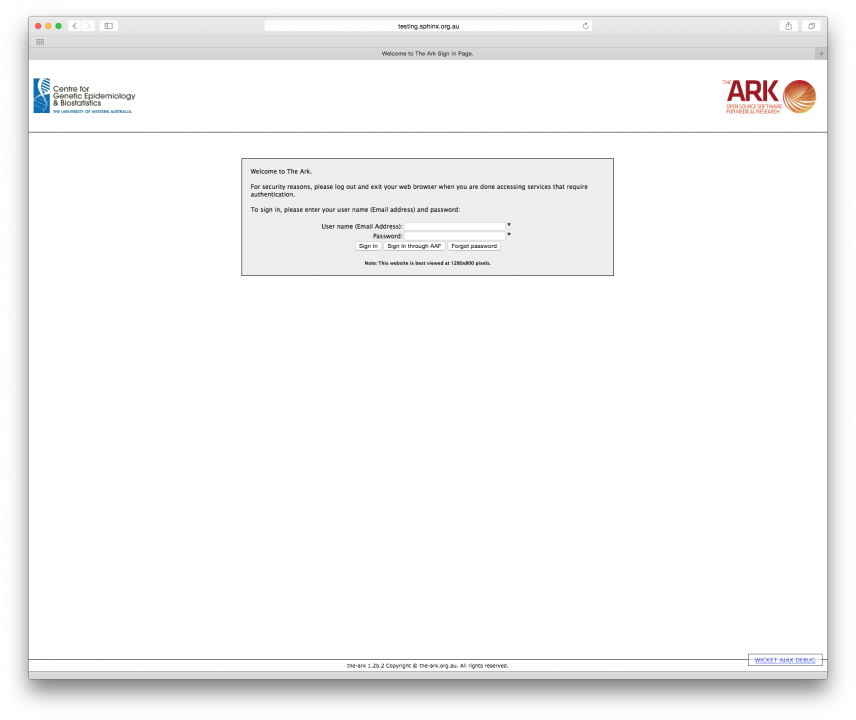 testing.sphinx.org.au
Welcome to The Ark Sign In Page.
Centre for
Genetic Epidemiology
& Biostatistics
THE UNIVERSITY OF WESTERN AUSTRALIA
THE ARK
OPEN SOURCE SOFTWARE
FOR MEDICAL RESEARCH
Welcome to The Ark.
For security reasons, please log out and exit your web browser when you are done accessing services that require
authentication.
To sign in, please enter your user name (Email address) and password:
User name (Email Address): *
Password: *
Sign In Sign in through AAF Forgot password
Note: This website is best viewed at 1280x800 pixels.
WICKET AJAX DEBUG
the-ark 1.2b.2 Copyright © the-ark.org.au. All rights reserved.